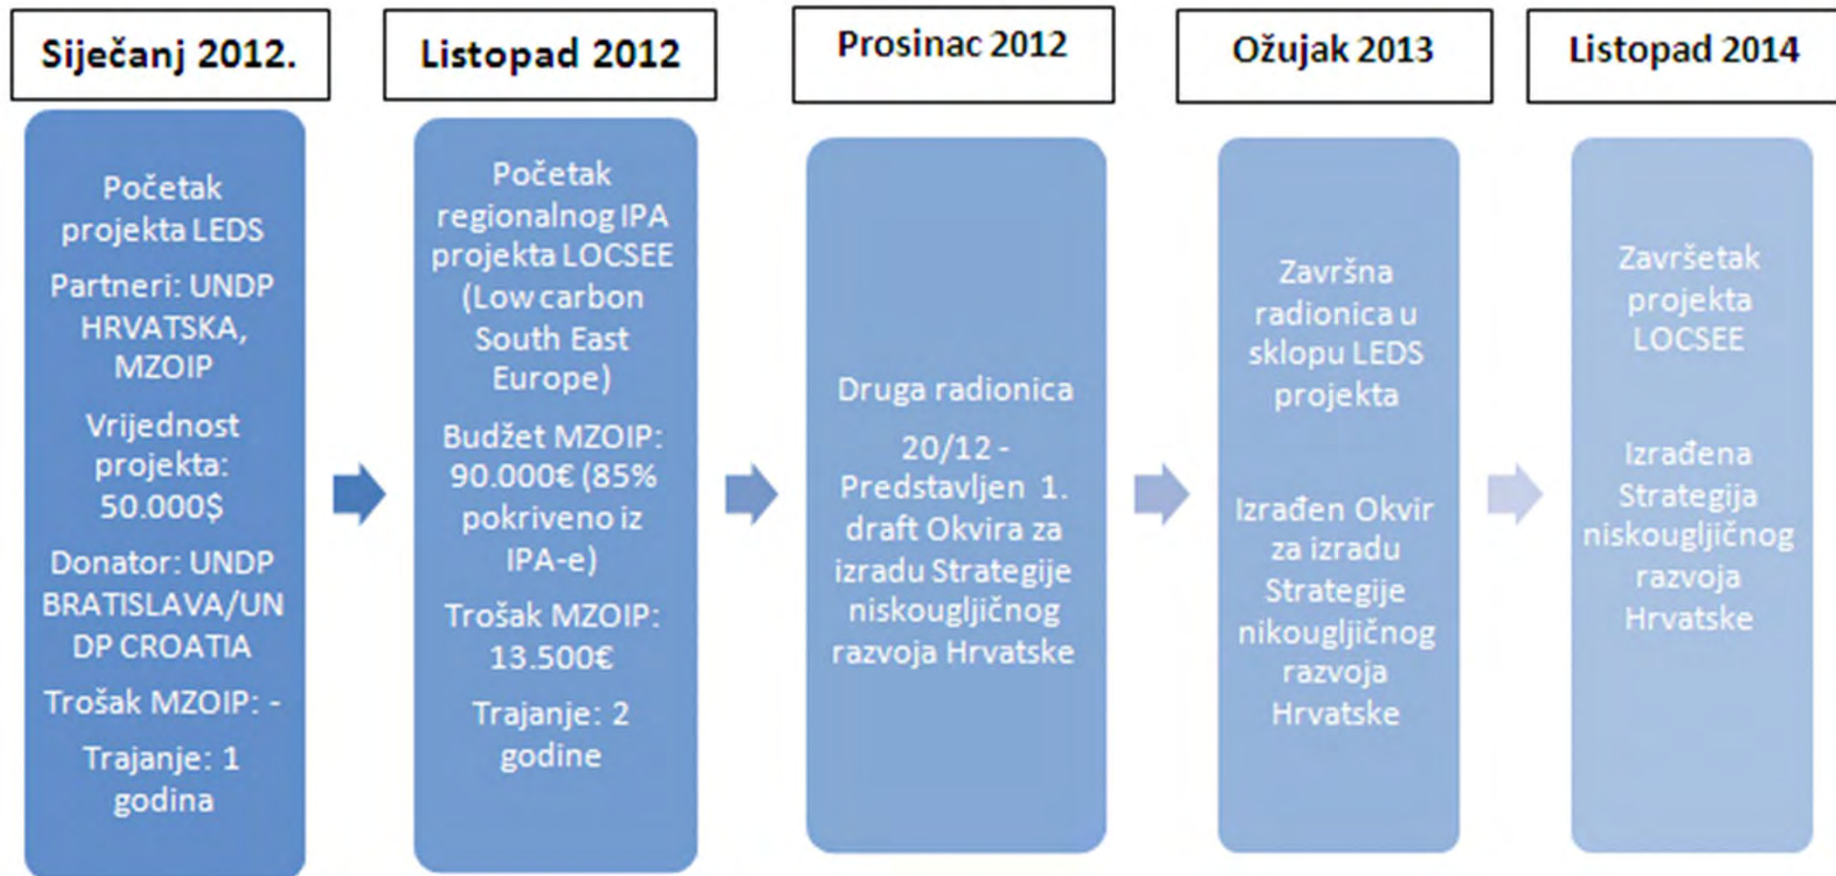 Siječanj 2012.
Početak
projekta LEDS
Partneri: UNDP
HRVATSKA,
MZOIP
Vrijednost
projekta:
50.000$
Donator: UNDP
BRATISLAVA/UN
DP CROATIA
Trošak MZOIP: -
Trajanje: 1
godina
Listopad 2012
Početak
regionalnog IPA
projekta LOCSEE
(Low carbon
South East
Europe)
Budžet MZOIP:
90.000€ (85%
pokriveno iz
IPA-e)
Trošak MZOIP:
13.500€
Trajanje: 2
godine
Prosinac 2012
Druga radionica
20/12 -
Predstavljen 1.
draft Okvira za
izradu Strategije
niskougljičnog
razvoja Hrvatske
Ožujak 2013
Završna
radionica u
sklopu LEDS
projekta
Izrađen Okvir
za izradu
Strategije
nikougljičnog
razvoja
Hrvatske
Listopad 2014
Završetak
projekta
LOCSEE
Izrađena
Strategija
niskougljičnog
razvoja
Hrvatske